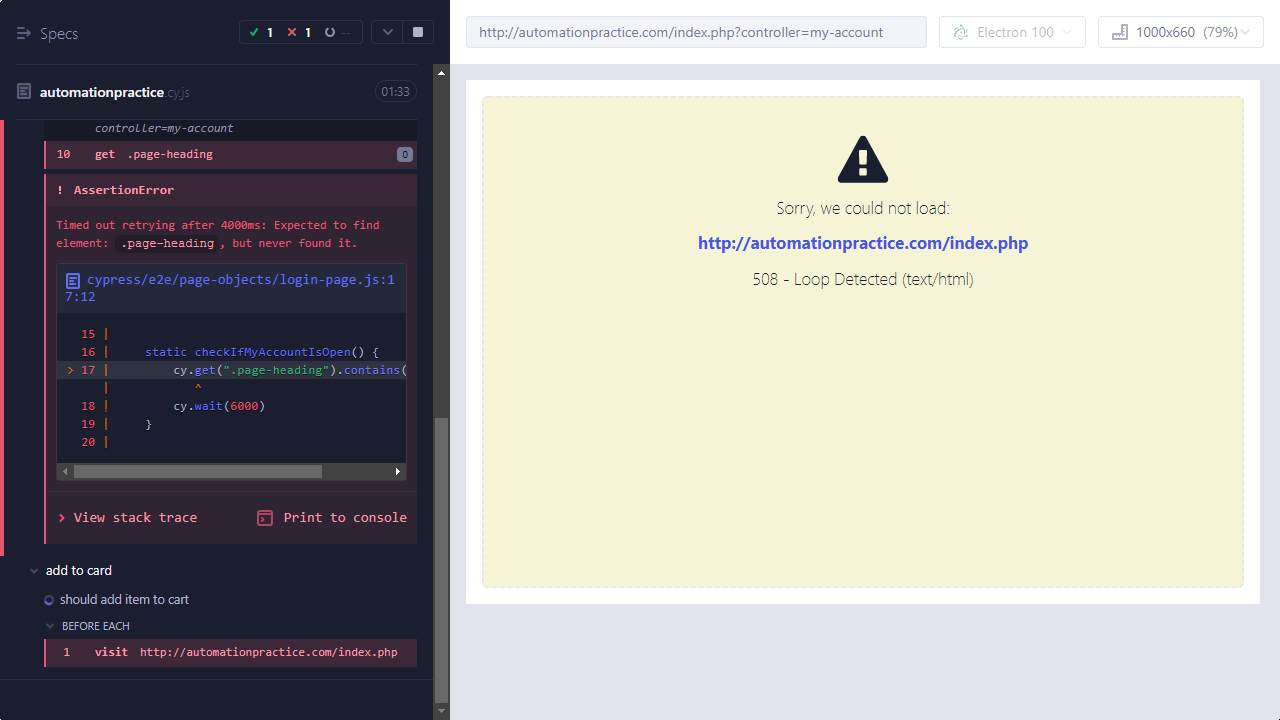 Specs
1 1 --
http://automationpractice.com/index.php?controller=my-account
Electron 100
1000x660 (79%)
automationpractice.cy.js
01:33
controller=my-account
10 get .page-heading 0
! AssertionError
Timed out retrying after 4000ms: Expected to find
element: .page-heading, but never found it.
cypress/e2e/page-objects/login-page.js:1
7:12
15 |
16 | static checkIfMyAccountIsOpen() {
> 17 | cy.get(".page-heading").contains(
| ^
18 | cy.wait(6000)
19 | }
20 |
View stack trace
Print to console
add to card
should add item to cart
BEFORE EACH
1 visit http://automationpractice.com/index.php
Sorry, we could not load:
http://automationpractice.com/index.php
508 - Loop Detected (text/html)